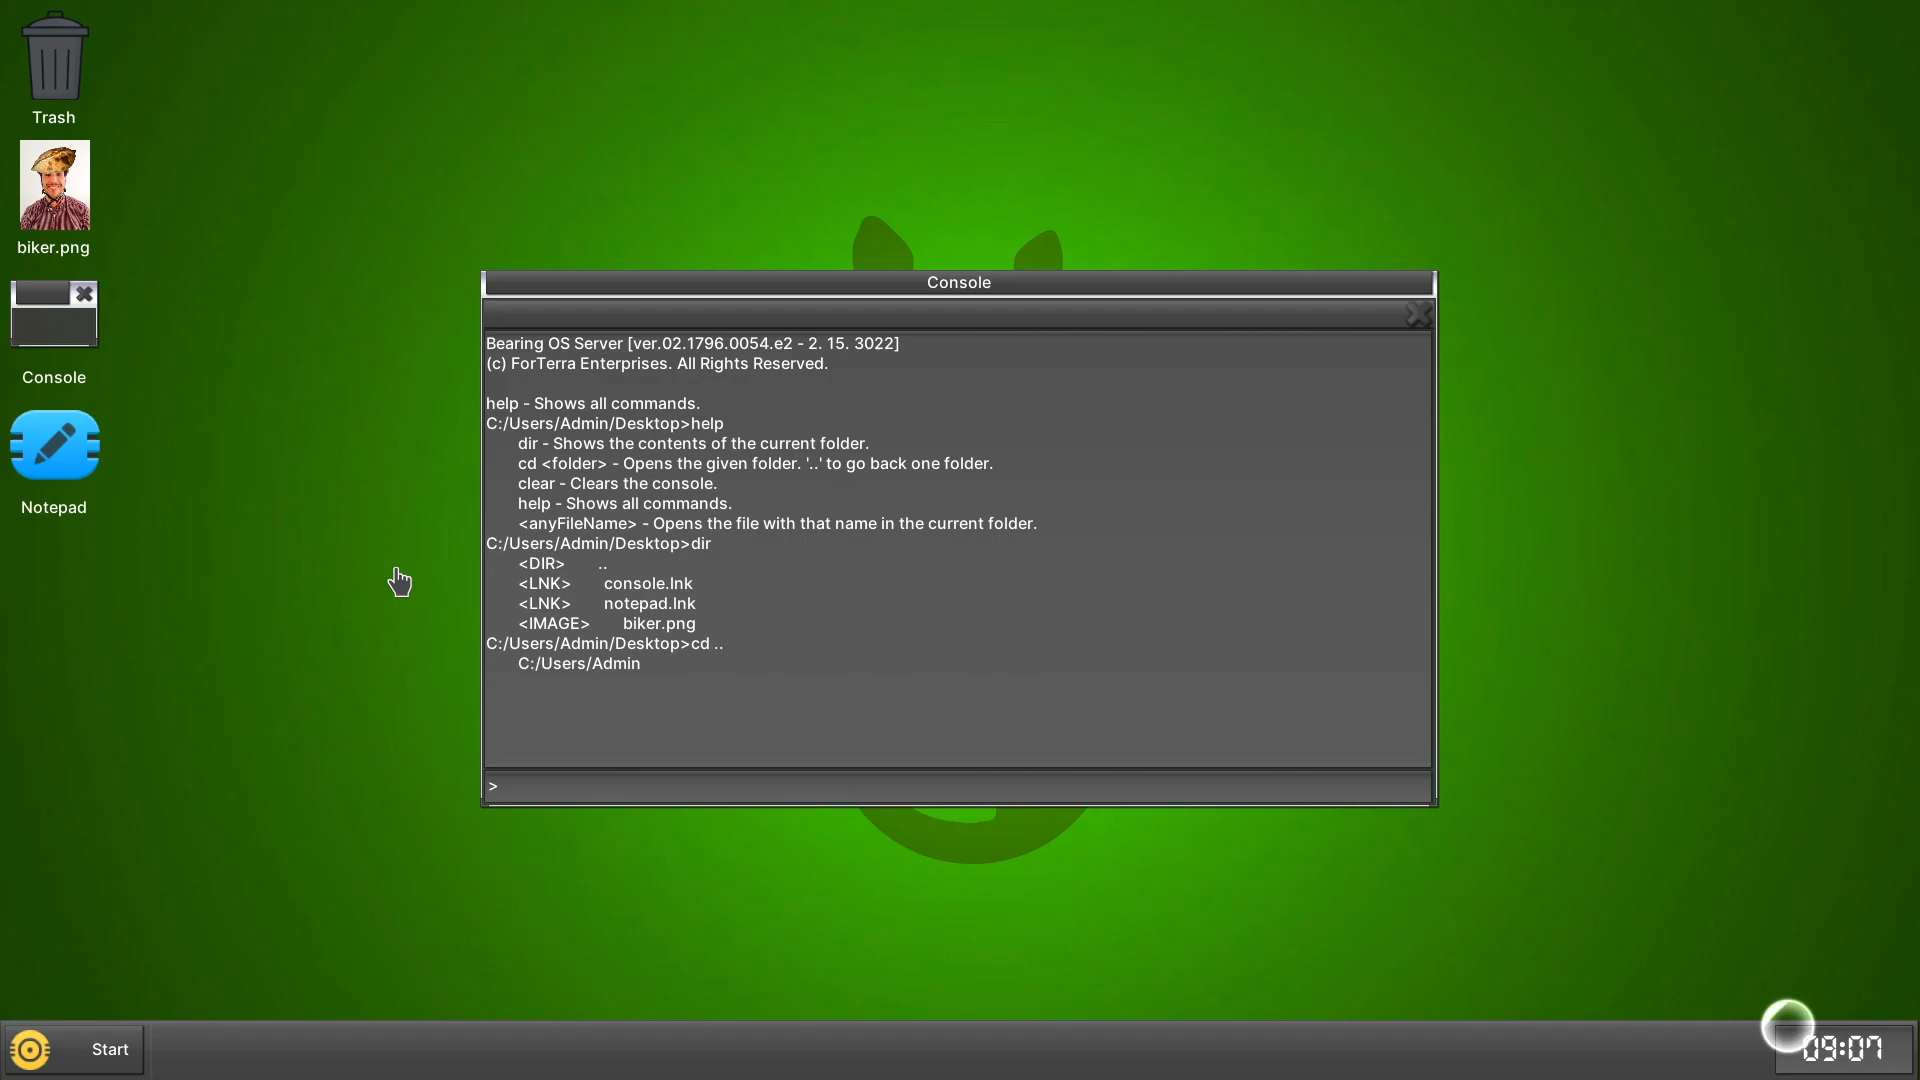 Trash
biker.png
Console
Notepad
Console
Bearing OS Server [ver.02.1796.0054.e2 - 2. 15. 3022]
(c) ForTerra Enterprises. All Rights Reserved.
help - Shows all commands.
C:/Users/Admin/Desktop>help
dir - Shows the contents of the current folder.
cd <folder> - Opens the given folder. '..' to go back one folder.
clear - Clears the console.
help - Shows all commands.
<anyFileName> - Opens the file with that name in the current folder.
C:/Users/Admin/Desktop>dir
<DIR> ..
<LNK> console.lnk
<LNK> notepad.lnk
<IMAGE> biker.png
C:/Users/Admin/Desktop>cd ..
C:/Users/Admin
>
Start
09:07